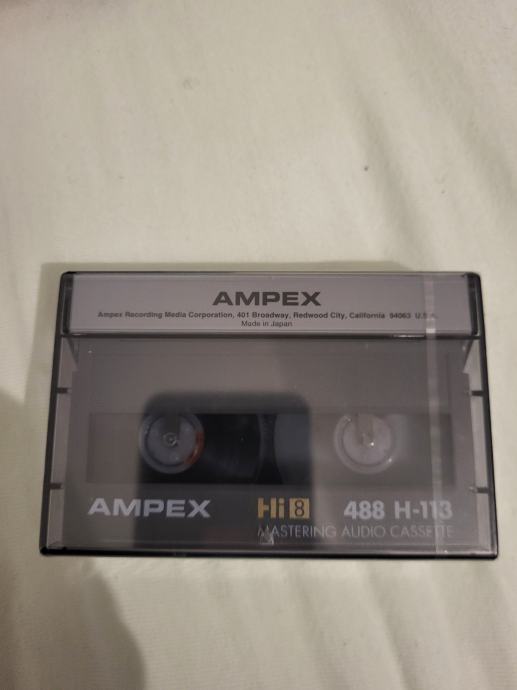 AMPEX
Ampex Recording Media Corporation, 401 Broadway, Redwood City, California 94063 U.S.A.
Made in Japan
AMPEX Hi8 488 H-113
MASTERING AUDIO CASSETTE